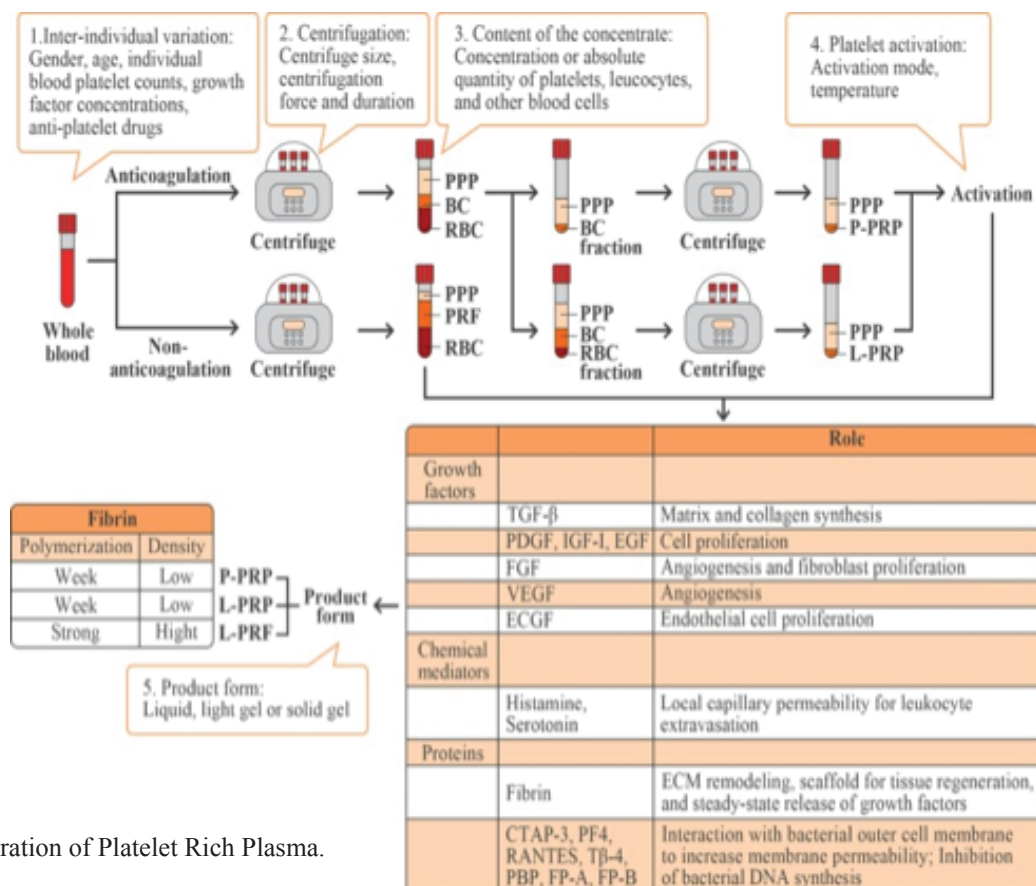 1.Inter-individual variation:
Gender, age, individual
blood platelet counts, growth
factor concentrations,
anti-platelet drugs
2. Centrifugation:
Centrifuge size,
centrifugation
force and duration
3. Content of the concentrate:
Concentration or absolute
quantity of platelets, leucocytes,
and other blood cells
4. Platelet activation:
Activation mode,
temperature
Anticoagulation
Centrifuge
PPP
BC
RBC
PPP
BC
fraction
Centrifuge
PPP
P-PRP
Activation
Whole
blood
Non-
anticoagulation
Centrifuge
PPP
PRF
RBC
PPP
BC
RBC
fraction
Centrifuge
PPP
L-PRP
Role
Growth
factors
TGF-β Matrix and collagen synthesis
PDGF, IGF-I, EGF Cell proliferation
FGF Angiogenesis and fibroblast proliferation
VEGF Angiogenesis
ECGF Endothelial cell proliferation
Chemical
mediators
Histamine, Local capillary permeability for leukocyte
Serotonin extravasation
Proteins
Fibrin ECM remodeling, scaffold for tissue regeneration,
and steady-state release of growth factors
CTAP-3, PF4, Interaction with bacterial outer cell membrane
RANTES, Tβ-4, to increase membrane permeability; Inhibition
PBP, FP-A, FP-B of bacterial DNA synthesis
Fibrin
Polymerization Density
Week Low P-PRP
Week Low L-PRP
Strong Hight L-PRF
Product
form
5. Product form:
Liquid, light gel or solid gel
ration of Platelet Rich Plasma.